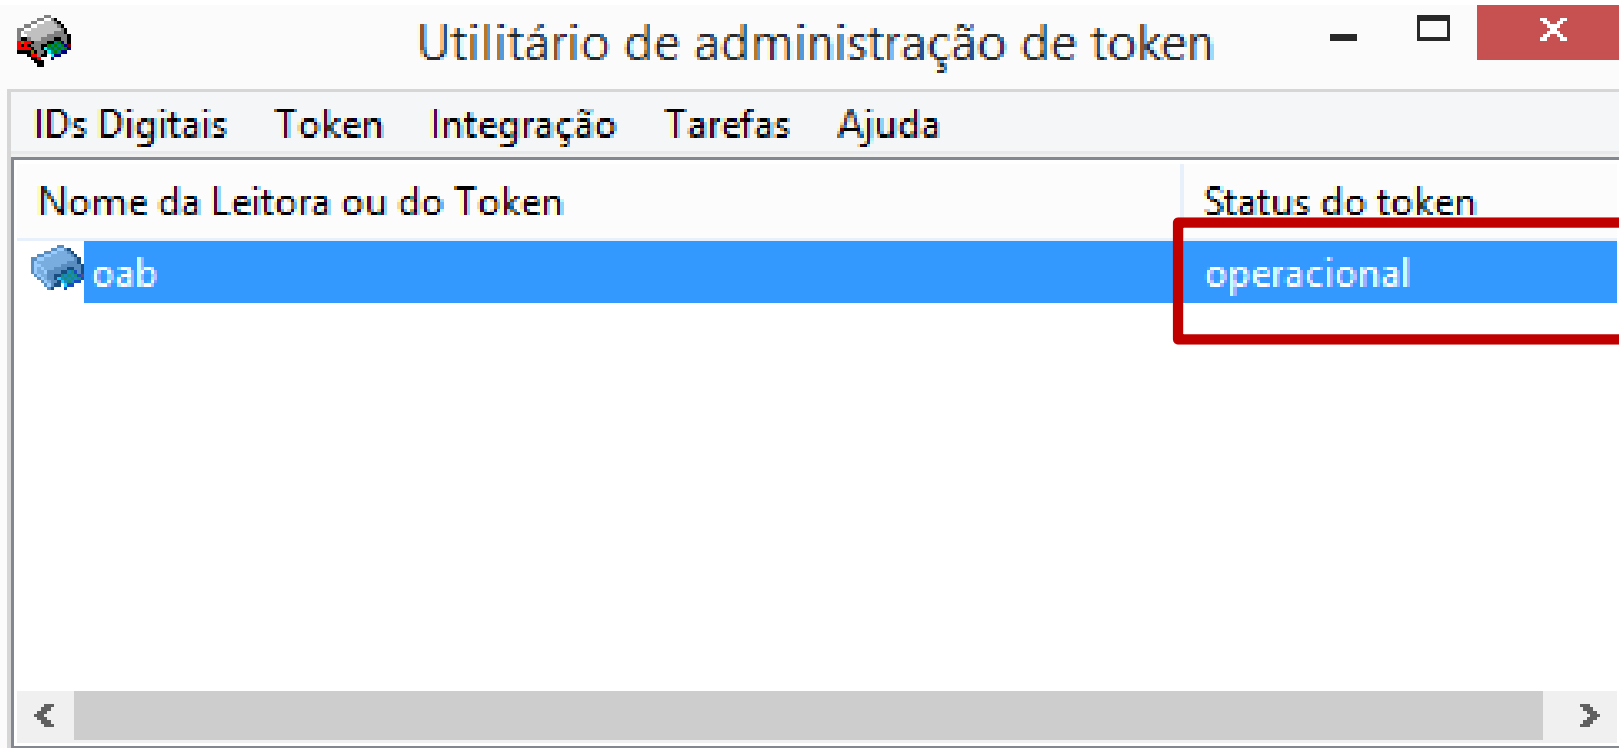 Utilitário de administração de token
IDs Digitais Token Integração Tarefas Ajuda
Nome da Leitora ou do Token Status do token
oab operacional